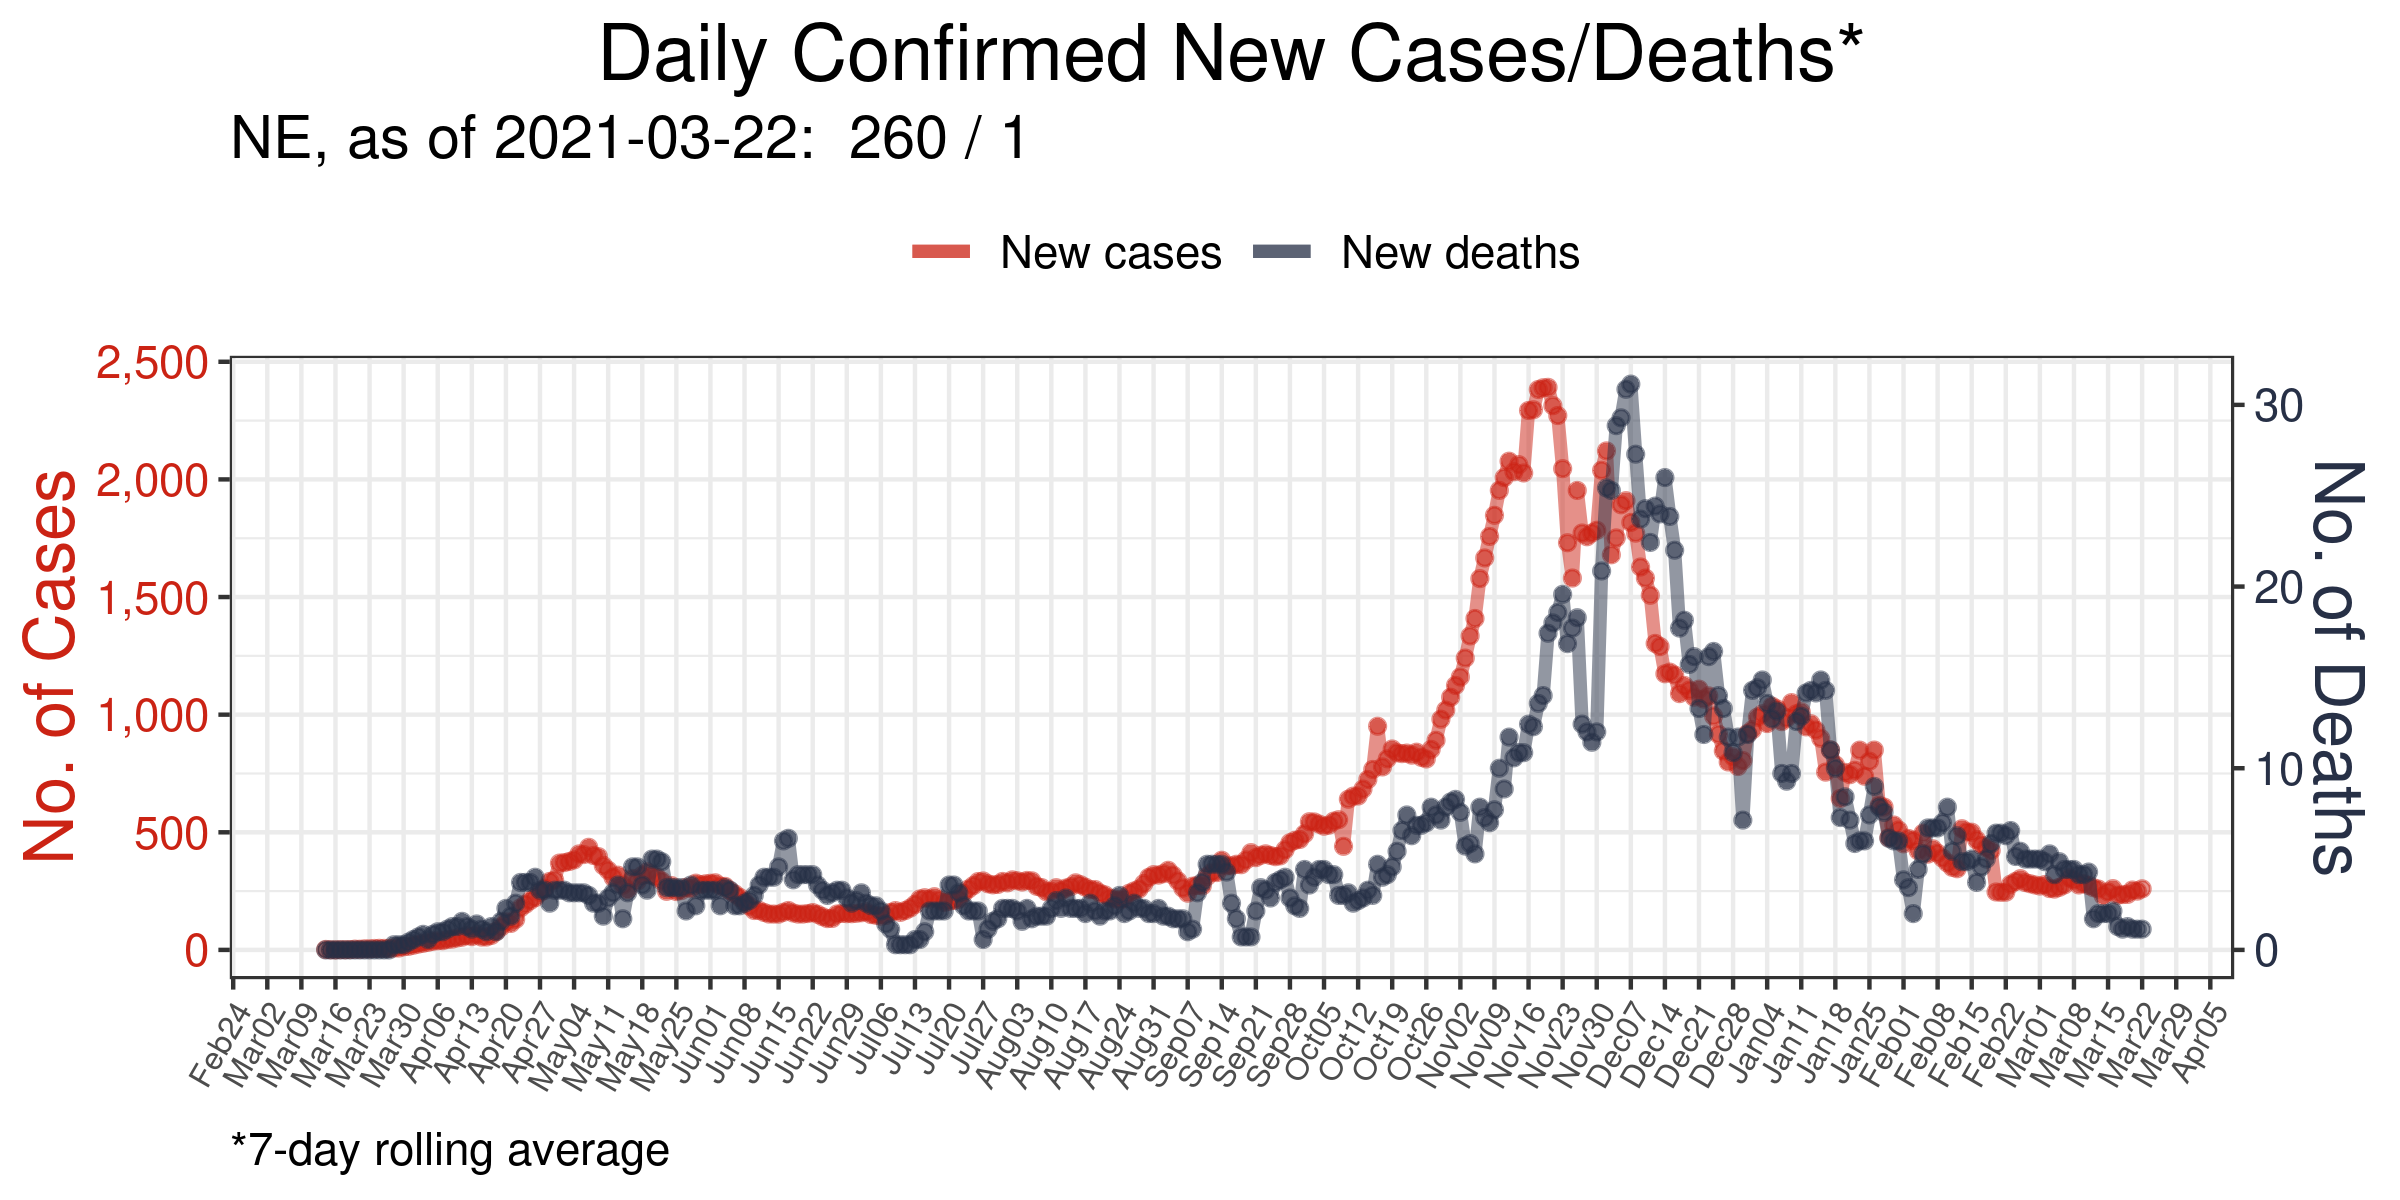 Daily Confirmed New Cases/Deaths*
NE, as of 2021-03-22:  260 / 1
New cases
New deaths
No. of Cases
2,500
2,000
1,500
1,000
500
0
30
20
10
0
No. of Deaths
Feb24
Mar02
Mar09
Mar16
Mar23
Mar30
Apr06
Apr13
Apr20
Apr27
May04
May11
May18
May25
Jun01
Jun08
Jun15
Jun22
Jun29
Jul06
Jul13
Jul20
Jul27
Aug03
Aug10
Aug17
Aug24
Aug31
Sep07
Sep14
Sep21
Sep28
Oct05
Oct12
Oct19
Oct26
Nov02
Nov09
Nov16
Nov23
Nov30
Dec07
Dec14
Dec21
Dec28
Jan04
Jan11
Jan18
Jan25
Feb01
Feb08
Feb15
Feb22
Mar01
Mar08
Mar15
Mar22
Mar29
Apr05
*7-day rolling average